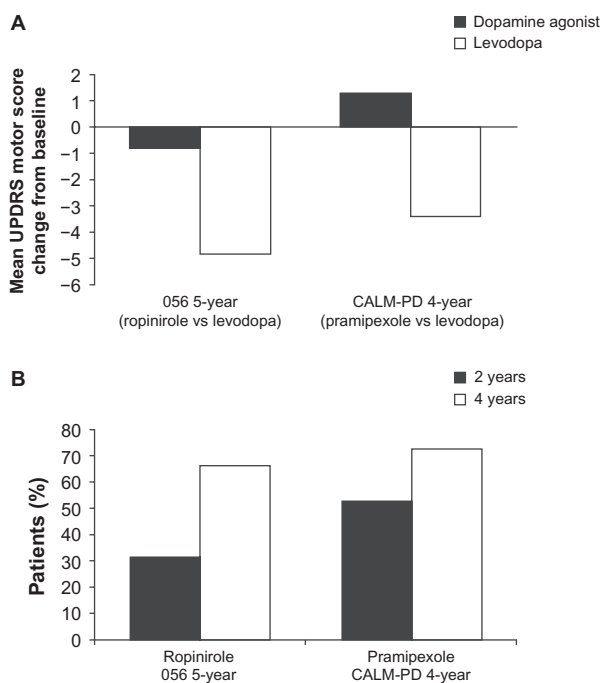 A
Dopamine agonist
Levodopa
Mean UPDRS motor score
change from baseline
2
1
0
−1
−2
−3
−4
−5
−6
056 5-year
(ropinirole vs levodopa)
CALM-PD 4-year
(pramipexole vs levodopa)
B
2 years
4 years
Patients (%)
80
70
60
50
40
30
20
10
0
Ropinirole
056 5-year
Pramipexole
CALM-PD 4-year